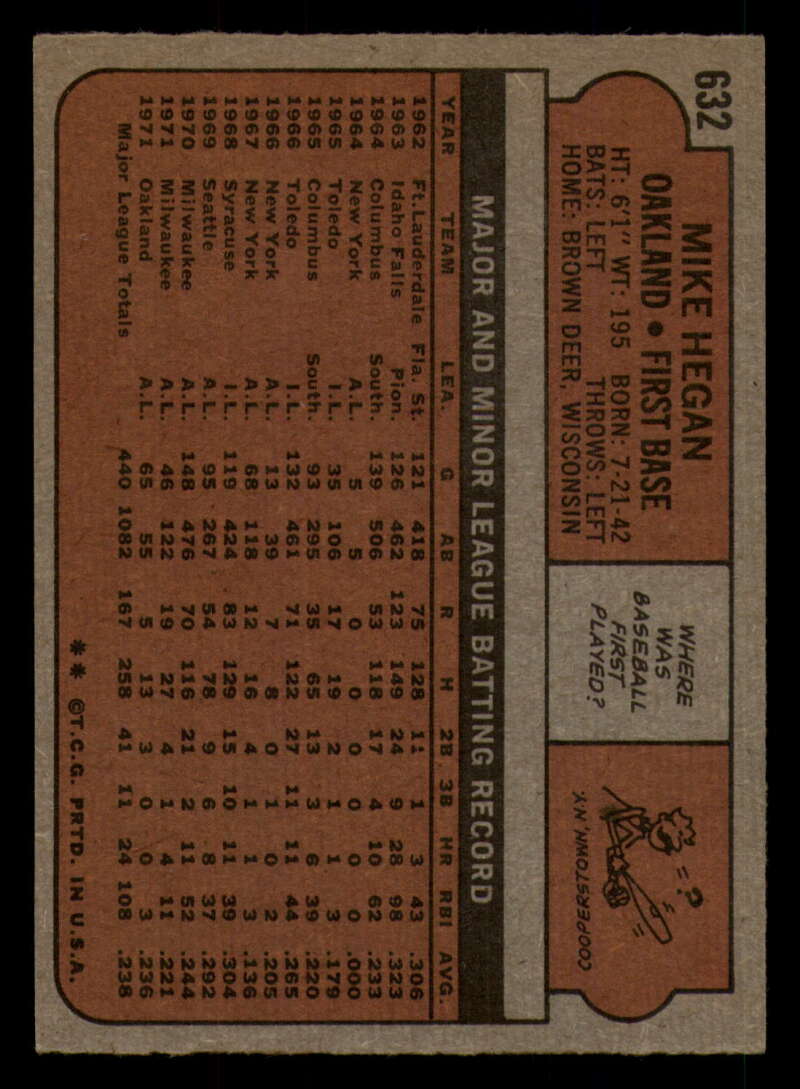 632
MIKE HEGAN
OAKLAND • FIRST BASE
HT: 6'1" WT: 195 BORN: 7-21-42
BATS: LEFT THROWS: LEFT
HOME: BROWN DEER, WISCONSIN
WHERE
WAS
BASEBALL
FIRST
PLAYED?
=?
COOPERSTOWN, N.Y.
MAJOR AND MINOR LEAGUE BATTING RECORD
YEAR TEAM LEA. G AB R H 2B 3B HR RBI AVG.
1962 Ft. Lauderdale Fla. St. 121 418 75 128 11 1 3 43 .306
1963 Idaho Falls Pion. 126 462 123 149 24 9 28 98 .323
1964 Columbus South. 139 506 53 118 17 4 10 62 .233
1964 New York A.L. 5 5 0 0 0 0 0 0 .000
1965 Toledo I.L. 35 106 17 19 2 1 1 3 .179
1965 Columbus South. 93 295 35 65 13 3 6 39 .220
1966 Toledo I.L. 132 461 71 122 27 11 11 44 .265
1966 New York A.L. 13 39 7 8 0 1 0 2 .205
1967 New York A.L. 68 118 12 16 4 1 1 3 .136
1968 Syracuse I.L. 119 424 83 129 15 10 11 39 .304
1969 Seattle A.L. 95 267 54 78 9 6 8 37 .292
1970 Milwaukee A.L. 148 476 70 116 21 2 11 52 .244
1971 Milwaukee A.L. 46 122 19 27 4 1 4 11 .221
1971 Oakland A.L. 65 55 5 13 3 0 0 3 .236
Major League Totals 440 1082 167 258 41 11 24 108 .238
** ©T.C.G. PRTD. IN U.S.A.